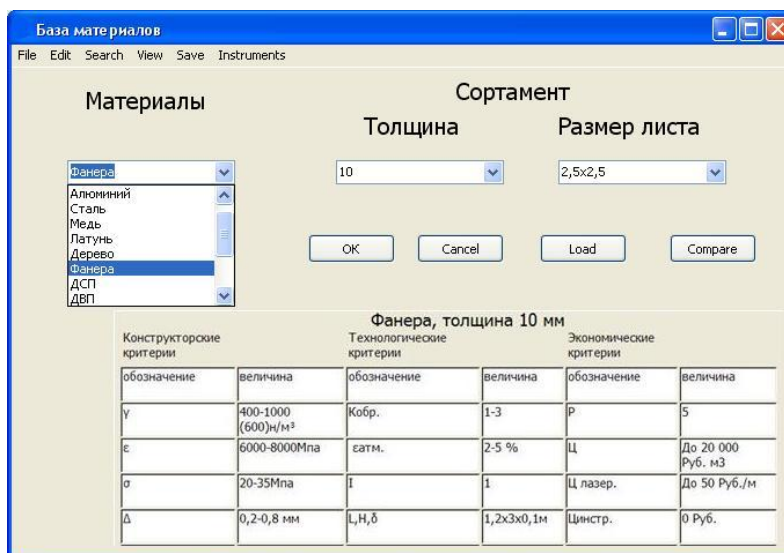 База материалов
File Edit Search View Save Instruments
Материалы
Сортамент
Толщина Размер листа
Фанера 10 2,5х2,5
Алюминий
Сталь
Медь
Латунь
Дерево
Фанера
ДСП
ДВП
OK Cancel Load Compare
Фанера, толщина 10 мм
Конструкторские критерии Технологические критерии Экономические критерии
обозначение величина обозначение величина обозначение величина
γ 400-1000 (600)н/м³ Кобр. 1-3 Р 5
ε 6000-8000Мпа εатм. 2-5 % Ц До 20 000 Руб. м3
σ 20-35Мпа I 1 Ц лазер. До 50 Руб./м
Δ 0,2-0,8 мм L,H,δ 1,2х3х0,1м Цинстр. 0 Руб.